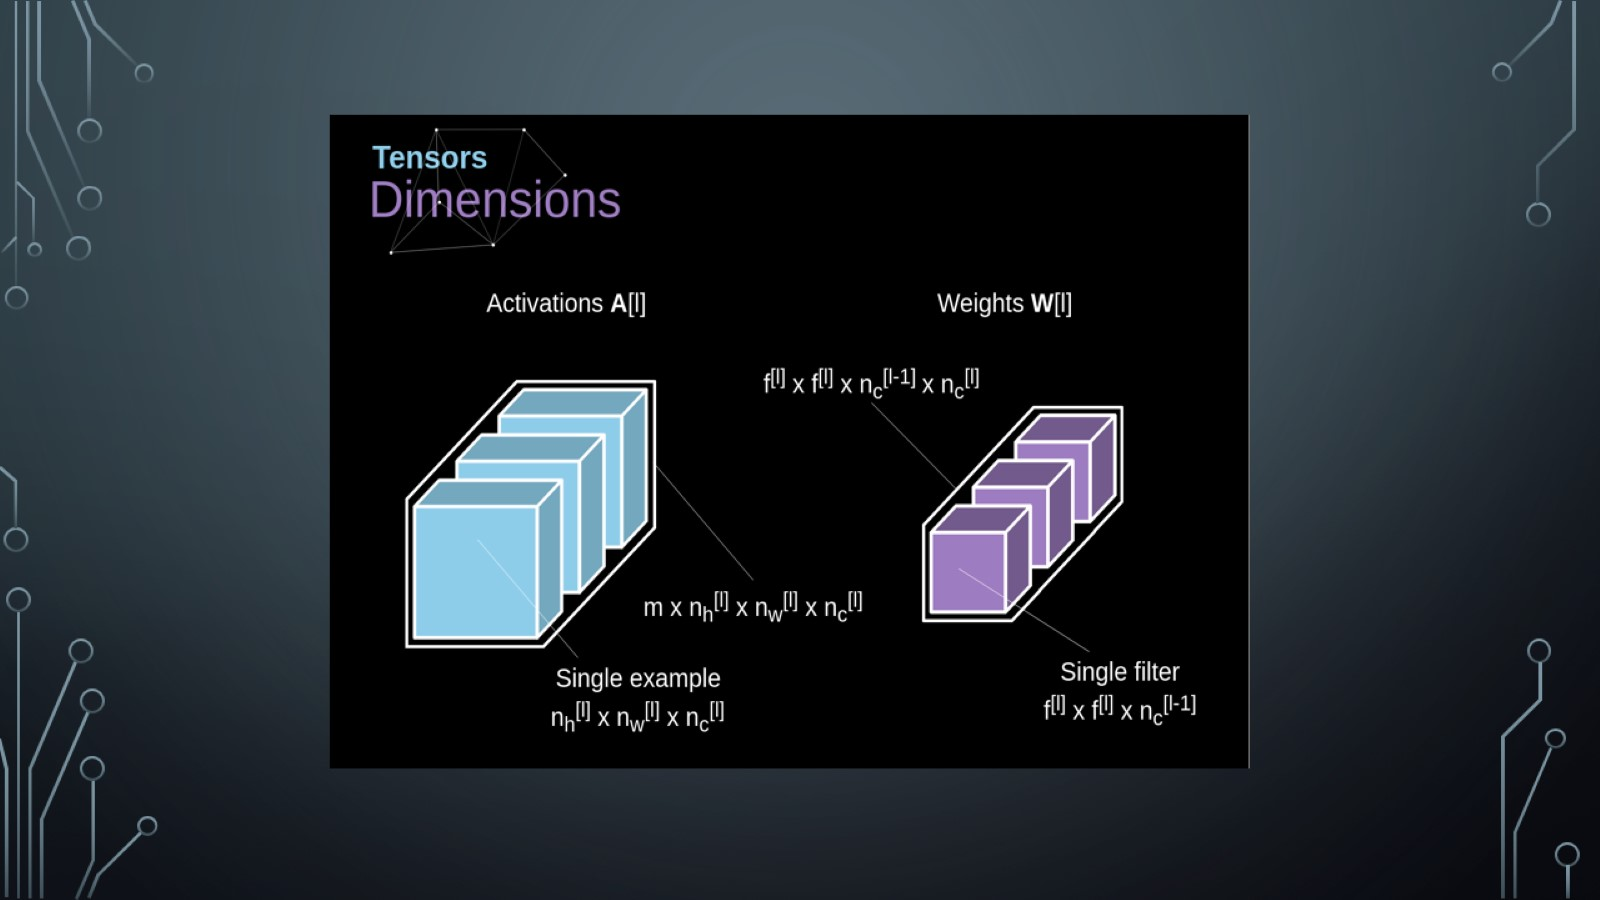 Tensors
Dimensions
Activations A[l]
Weights W[l]
f[l] x f[l] x nc[l-1] x nc[l]
m x nh[l] x nw[l] x nc[l]
Single example
nh[l] x nw[l] x nc[l]
Single filter
f[l] x f[l] x nc[l-1]